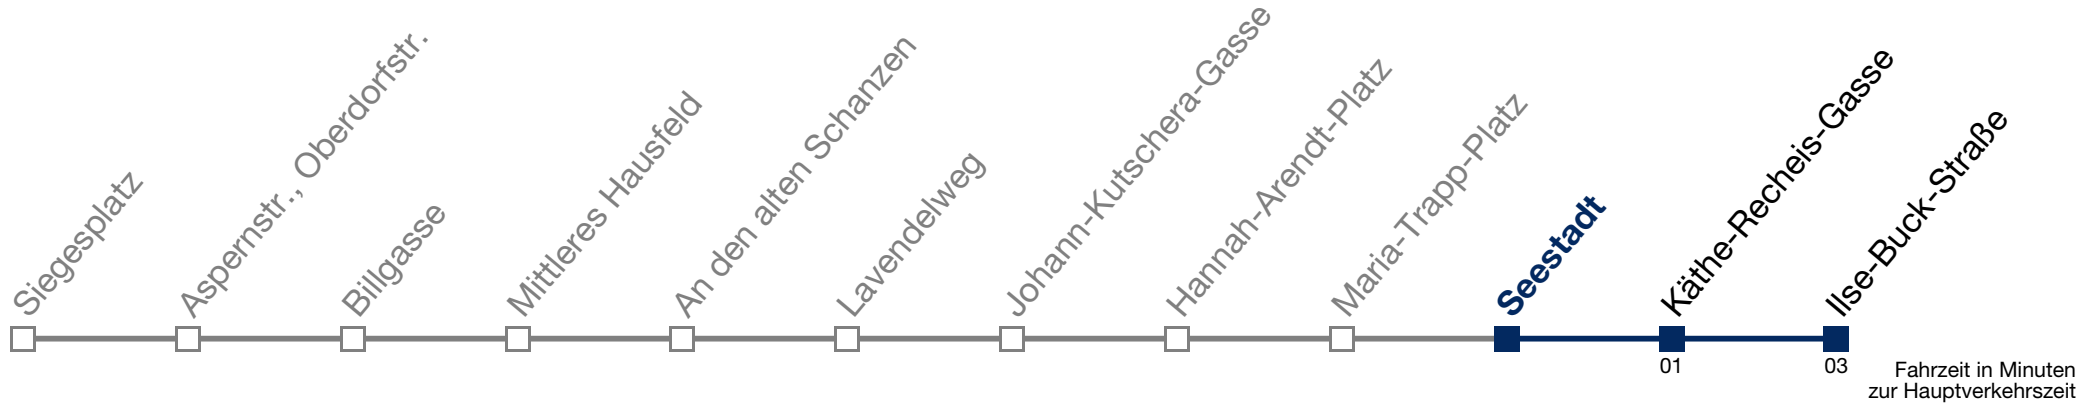 Siegesplatz
Aspernstr., Oberdorfstr.
Billgasse
Mittleres Hausfeld
An den alten Schanzen
Lavendelweg
Johann-Kutschera-Gasse
Hannah-Arendt-Platz
Maria-Trapp-Platz
Seestadt
Käthe-Recheis-Gasse
Ilse-Buck-Straße
01
03
Fahrzeit in Minuten
zur Hauptverkehrszeit